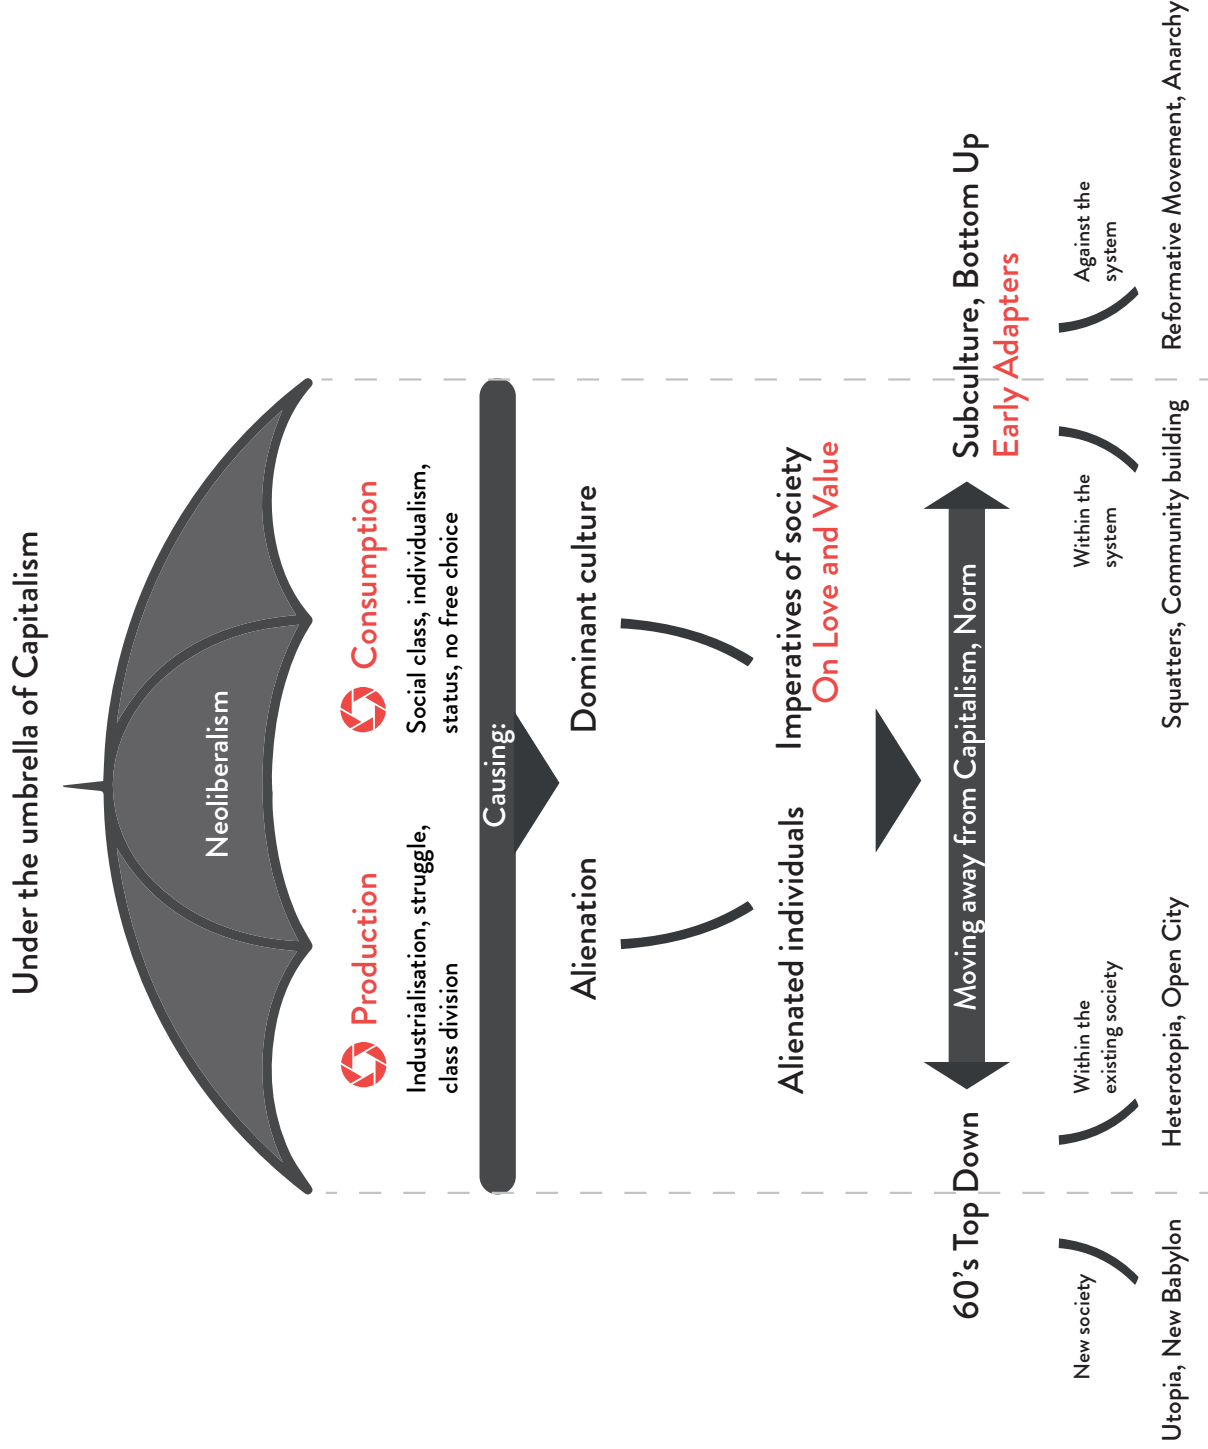 Under the umbrella of Capitalism
Neoliberalism
Production
Industrialisation, struggle,
class division
Consumption
Social class, individualism,
status, no free choice
Causing:
Alienation
Dominant culture
Alienated individuals
Imperatives of society
On Love and Value
60's Top Down
Moving away from Capitalism, Norm
Subculture, Bottom Up
Early Adapters
New society
Within the
existing society
Within the
system
Against the
system
Utopia, New Babylon
Heterotopia, Open City
Squatters, Community building
Reformative Movement, Anarchy